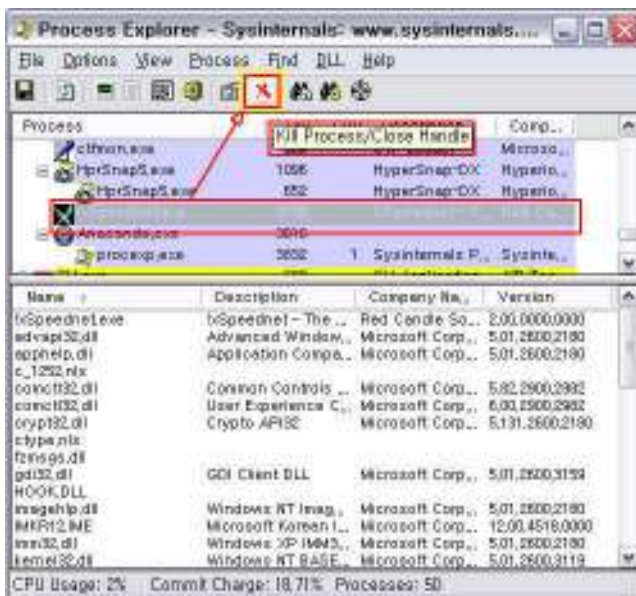 Process Explorer - Sysinternals: www.sysinternals....
File Options View Process Find DLL Help
Kill Process/Close Handle
Process Comp...
ctfmon.exe Microso...
HprSnap5.exe 1096 HyperSnap-DX Hyperio...
HprSnap5.exe 652 HyperSnap-DX Hyperio...
Red Ca...
procexp.exe 3632 1 Sysinternals P... Sysinte...
Name Description Company Na... Version
txSpeednet.exe txSpeednet - The ... Red Candle So... 2,00,0000,0000
advapi32.dll Advanced Window... Microsoft Corp... 5,01,2600,2180
apphelp.dll Application Compa... Microsoft Corp... 5,01,2600,2180
c_1252.nls
comctl32.dll Common Controls ... Microsoft Corp... 5,82,2900,2982
comctl32.dll User Experience C... Microsoft Corp... 6,00,2900,2982
crypt32.dll Crypto API32 Microsoft Corp... 5,131,2600,2180
ctype.nls
fzmsgs.dll
gdi32.dll GDI Client DLL Microsoft Corp... 5,01,2600,3159
HOOK.DLL
imagehlp.dll Windows NT Imag... Microsoft Corp... 5,01,2600,2180
IMKR12.IME Microsoft Korean I... Microsoft Corp... 12,00,4518,0000
imm32.dll Windows XP IMM3... Microsoft Corp... 5,01,2600,2180
kernel32.dll Windows NT BASE... Microsoft Corp... 5,01,2600,3119
CPU Usage: 2% Commit Charge: 18,71% Processes: 50